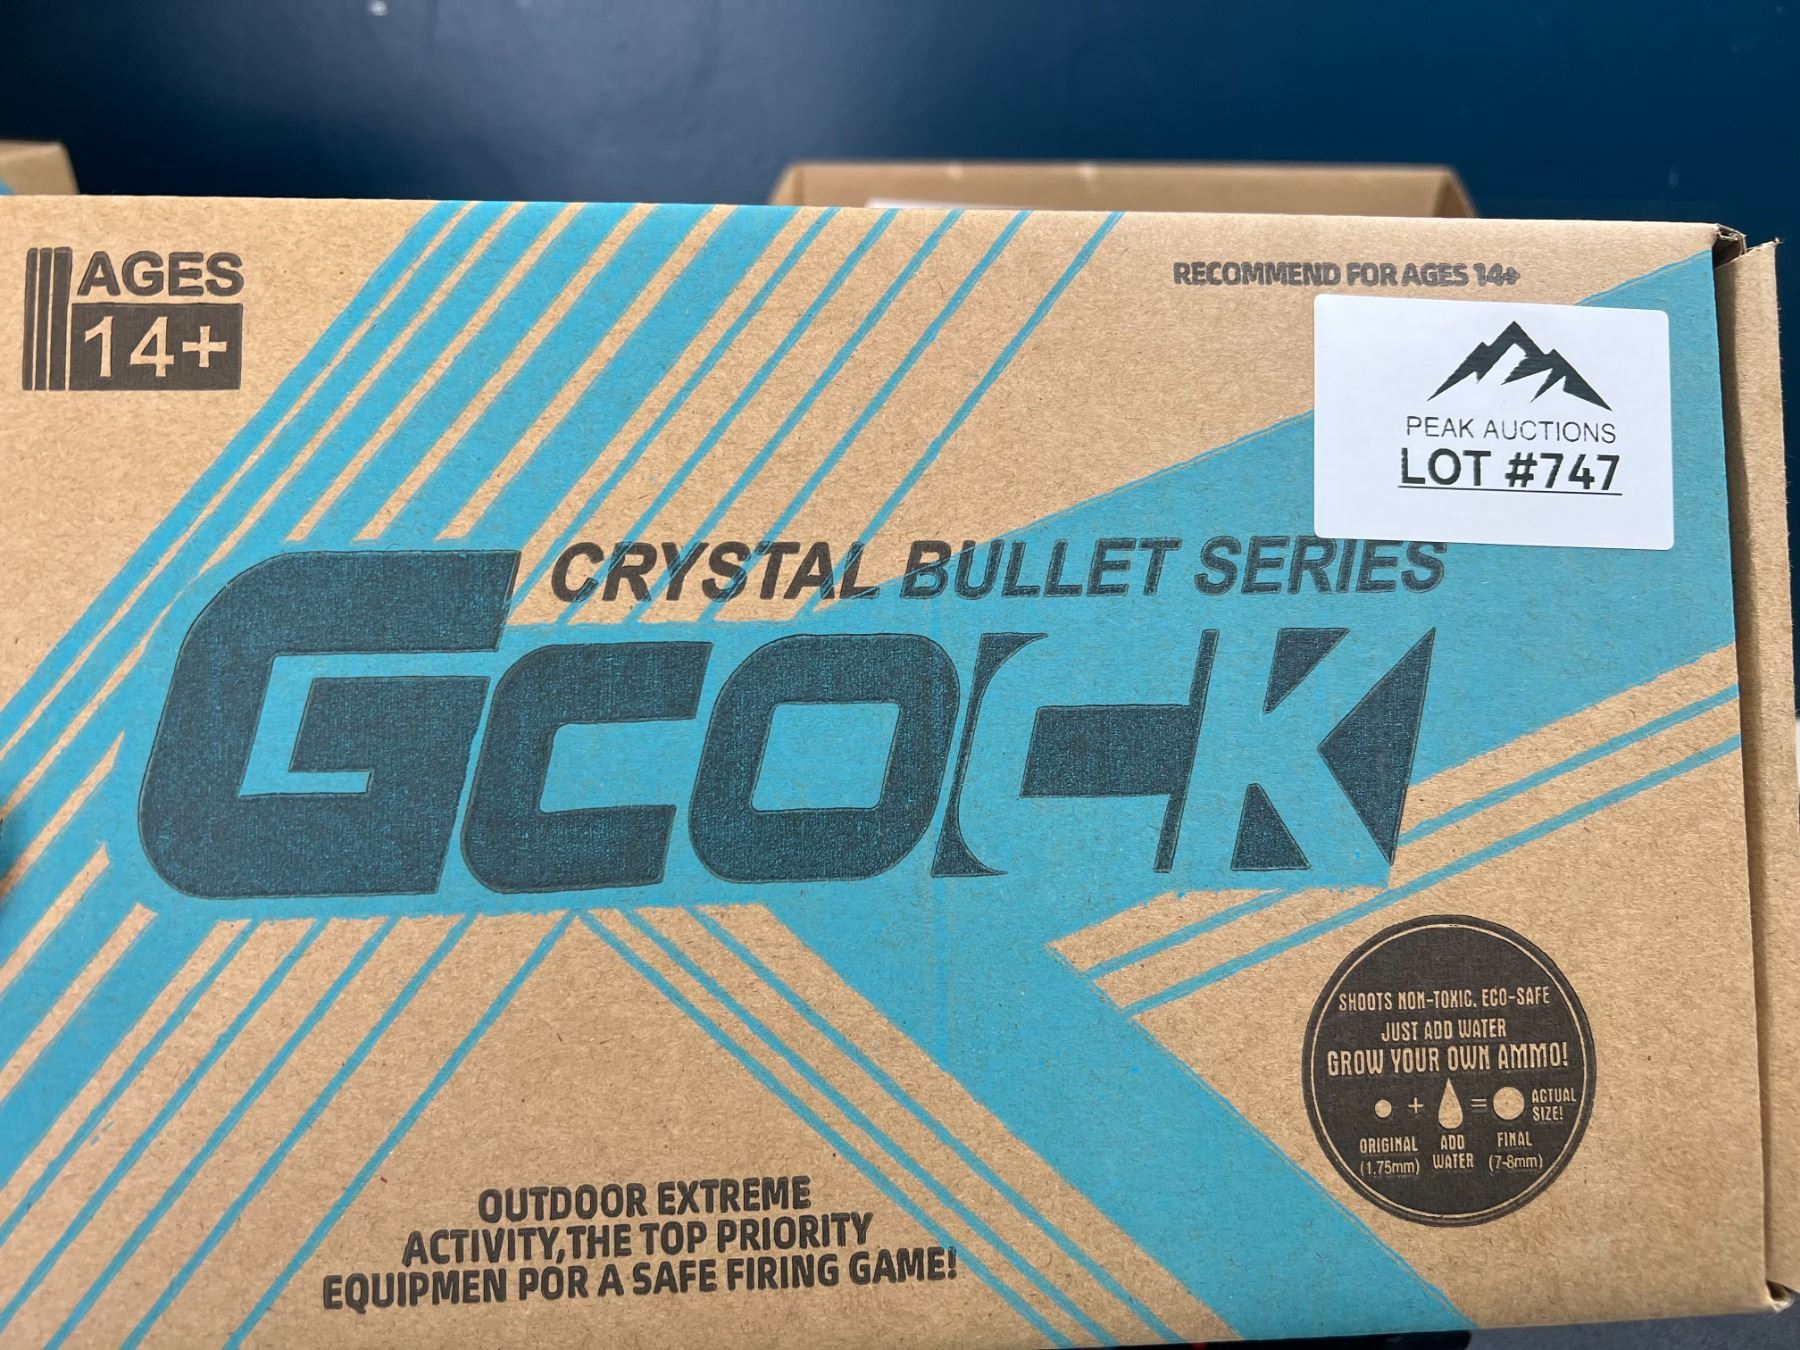 AGES
14+
RECOMMEND FOR AGES 14+
PEAK AUCTIONS
LOT #747
CRYSTAL BULLET SERIES
GCOCK
SHOOTS NON-TOXIC. ECO-SAFE
JUST ADD WATER
GROW YOUR OWN AMMO!
+ = ACTUAL SIZE!
ORIGINAL ADD FINAL
(1.75mm) WATER (7-8mm)
OUTDOOR EXTREME
ACTIVITY,THE TOP PRIORITY
EQUIPMEN POR A SAFE FIRING GAME!